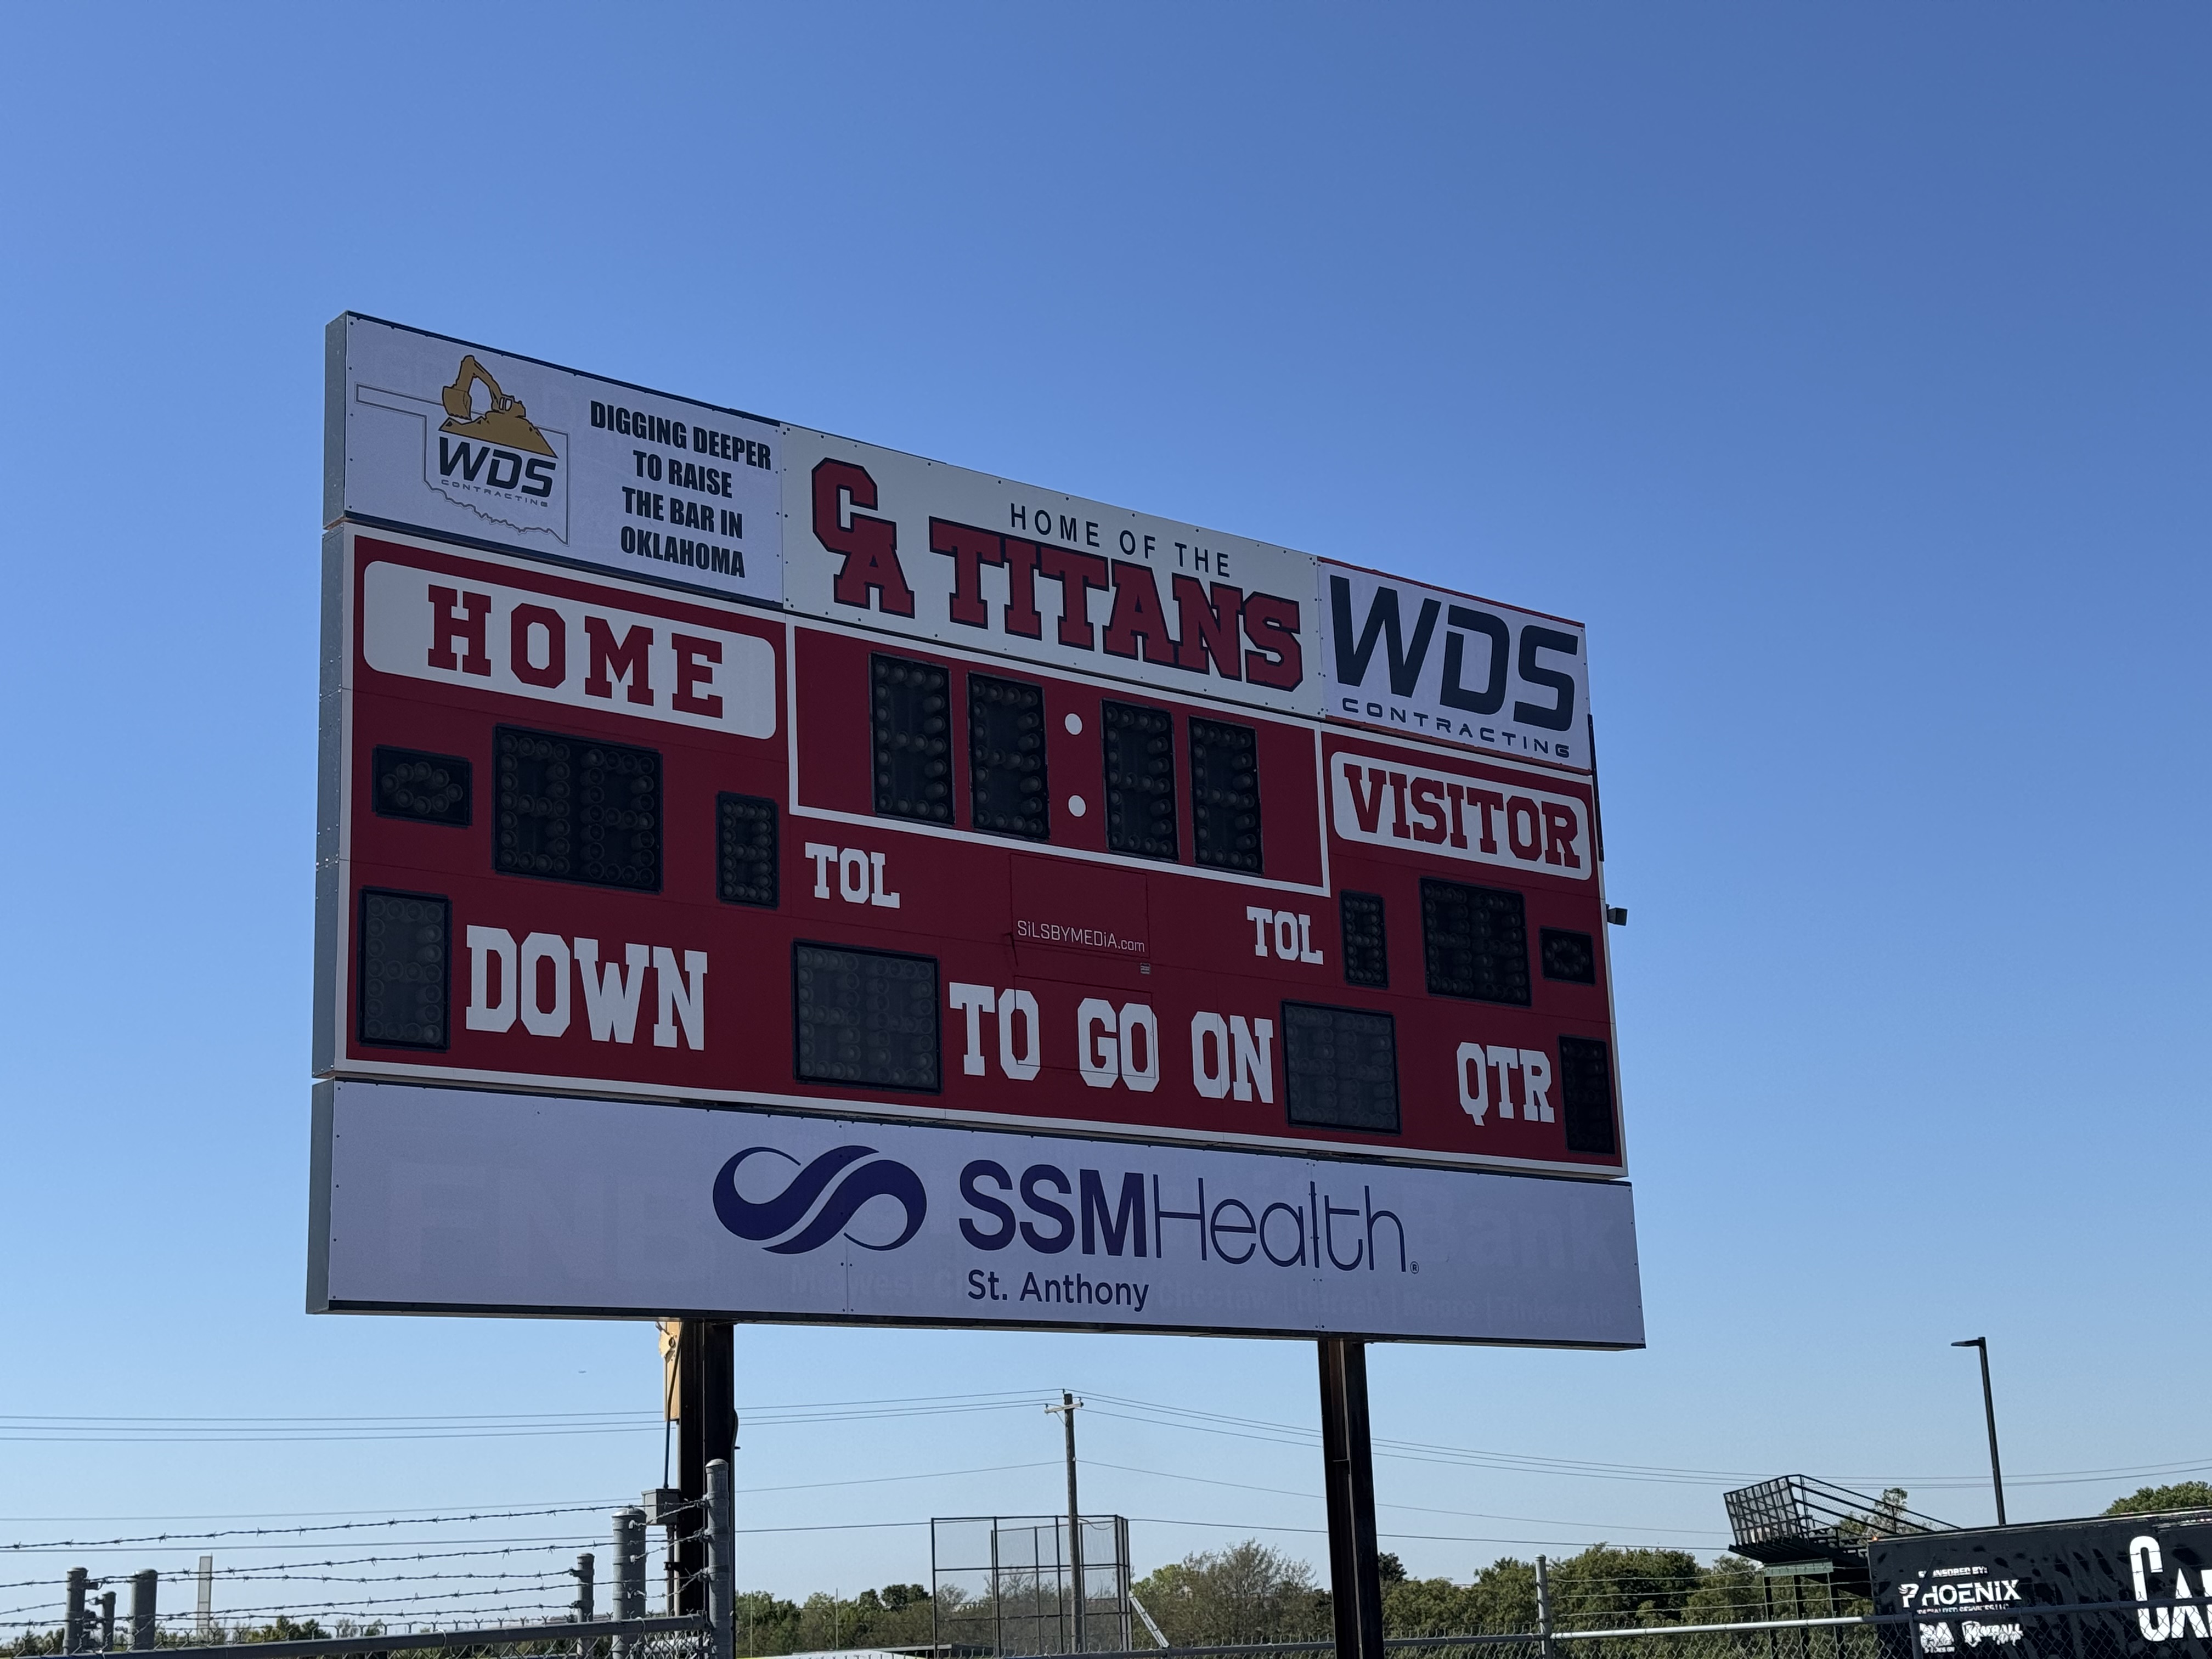 WDS
CONTRACTING
DIGGING DEEPER
TO RAISE
THE BAR IN
OKLAHOMA
CA
HOME OF THE
TITANS
WDS
CONTRACTING
HOME
VISITOR
TOL
TOL
SiLSBYMEDiA.com
DOWN
TO GO ON
QTR
SSMHealth®
St. Anthony
PHOENIX